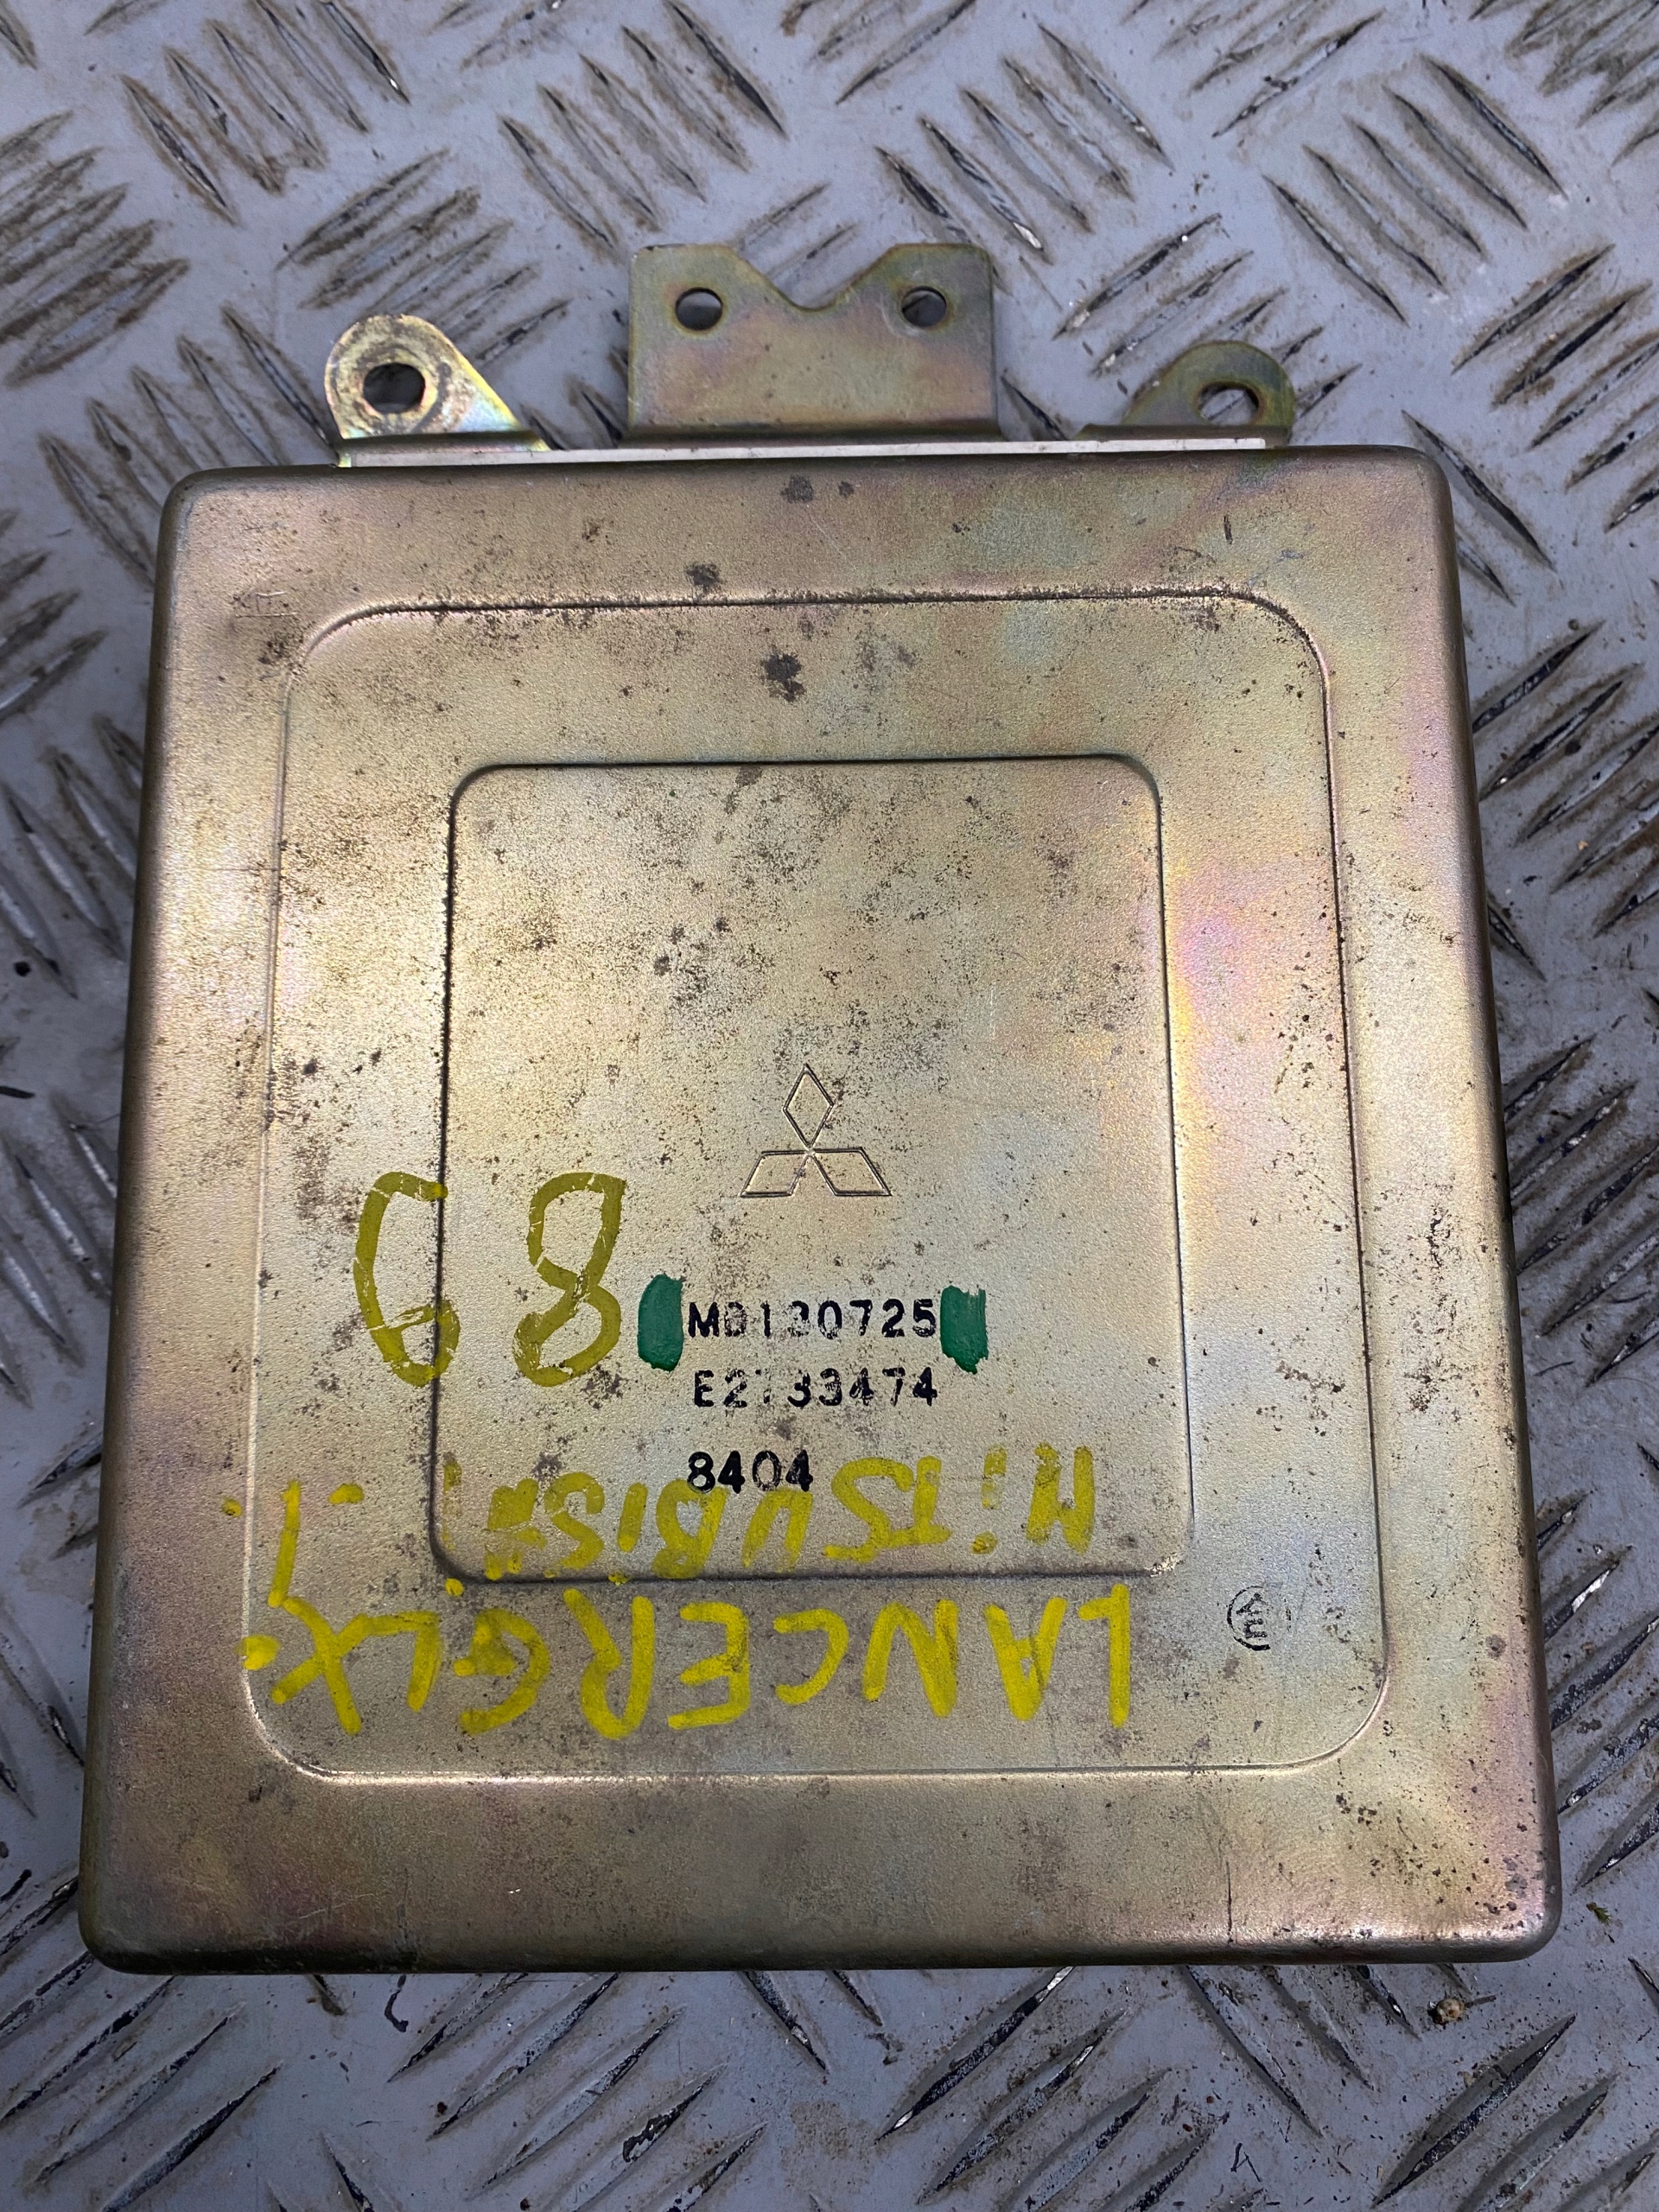 MD130725
E2T33474
8404
LANCER GLX
MITSUBISHI
89